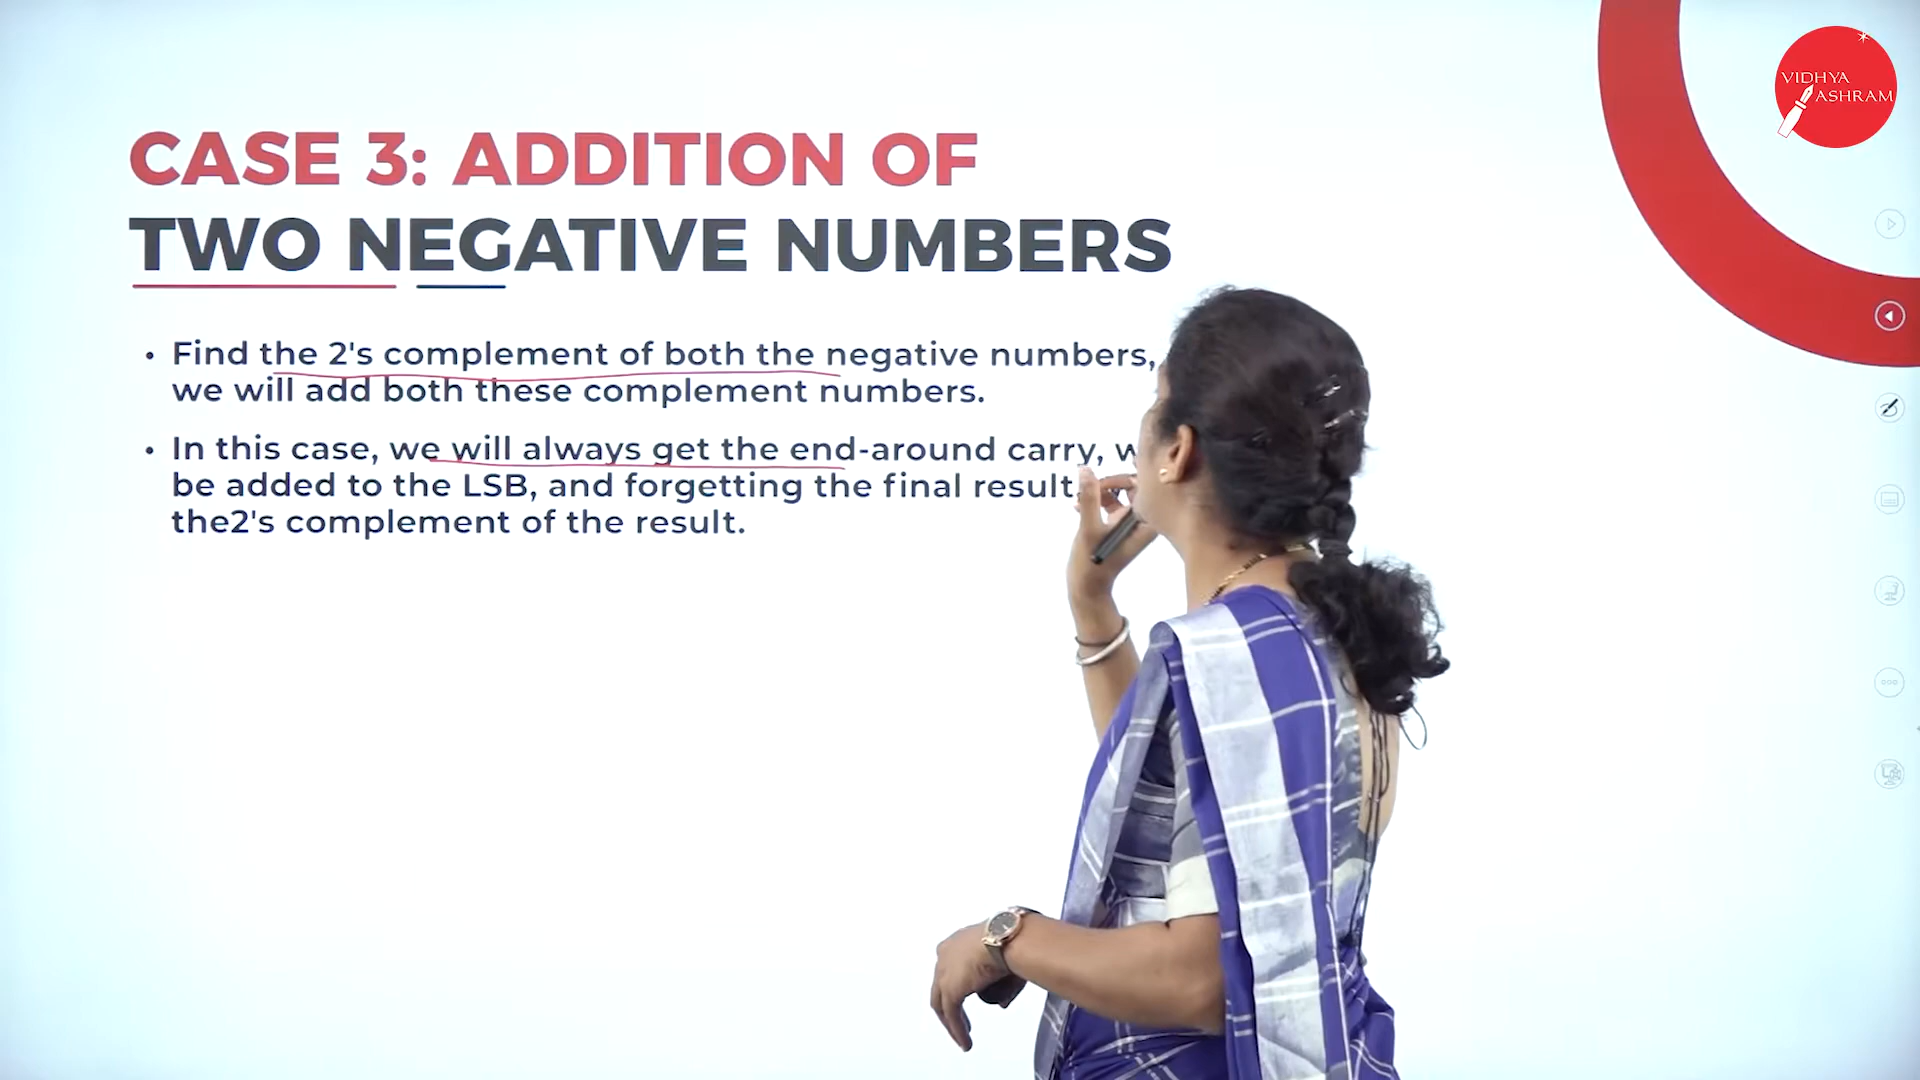 VIDHYA
ASHRAM
CASE 3: ADDITION OF
TWO NEGATIVE NUMBERS
• Find the 2's complement of both the negative numbers,
we will add both these complement numbers.
• In this case, we will always get the end-around carry,
be added to the LSB, and forgetting the final result,
the2's complement of the result.